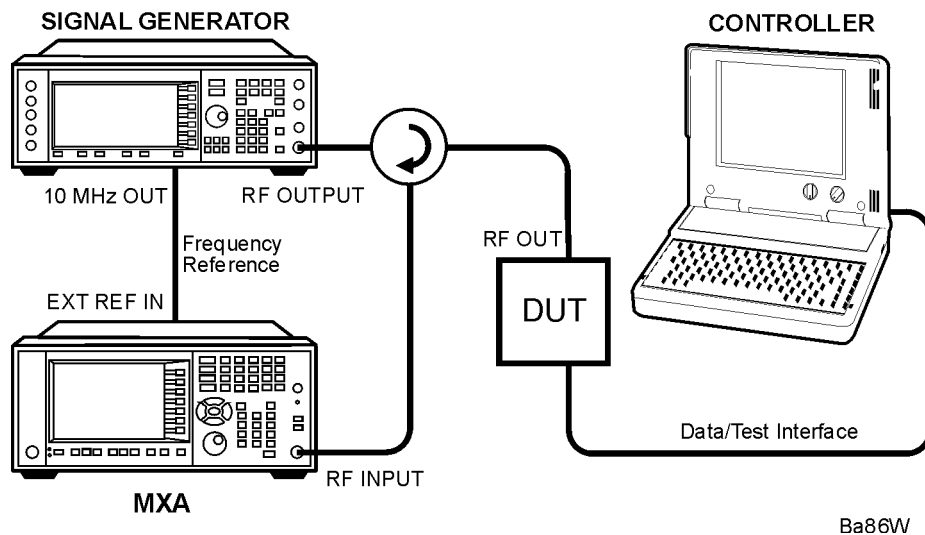 SIGNAL GENERATOR
CONTROLLER
10 MHz OUT
RF OUTPUT
Frequency
Reference
RF OUT
EXT REF IN
DUT
Data/Test Interface
RF INPUT
MXA
Ba86W